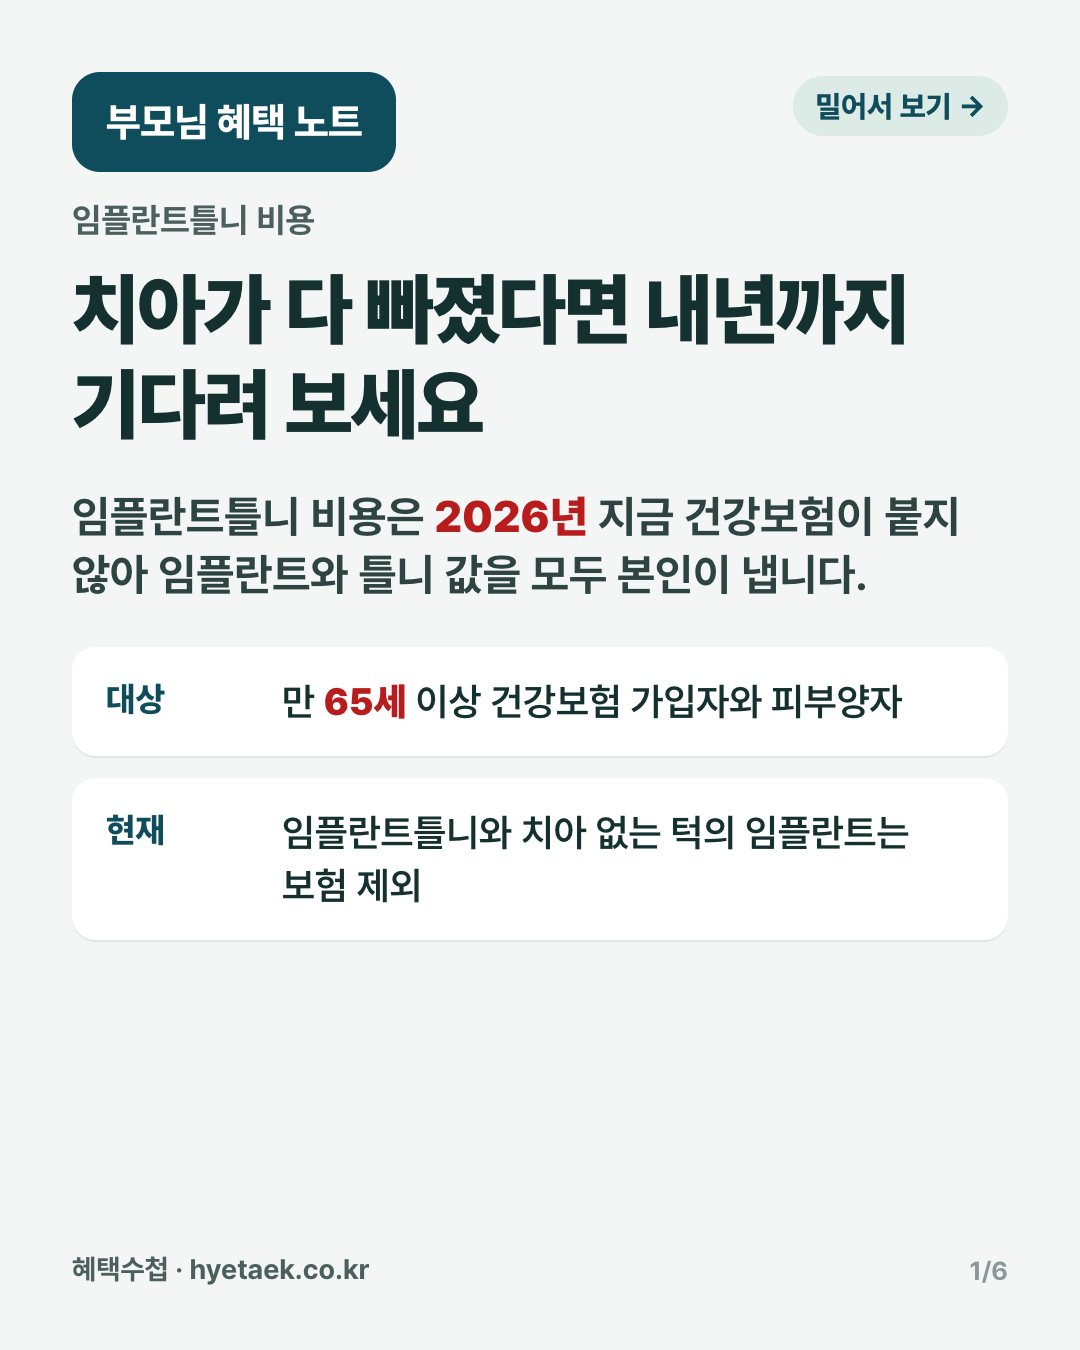 부모님 혜택 노트
밀어서 보기 →
임플란트틀니 비용
치아가 다 빠졌다면 내년까지
기다려 보세요
임플란트틀니 비용은 2026년 지금 건강보험이 붙지
않아 임플란트와 틀니 값을 모두 본인이 냅니다.
대상
만 65세 이상 건강보험 가입자와 피부양자
현재
임플란트틀니와 치아 없는 턱의 임플란트는
보험 제외
혜택수첩 · hyetaek.co.kr
1/6